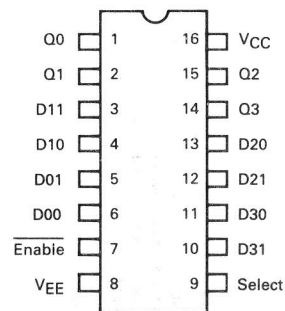 Q0 1 16 VCC
Q1 2 15 Q2
D11 3 14 Q3
D10 4 13 D20
D01 5 12 D21
D00 6 11 D30
Enabie 7 10 D31
VEE 8 9 Select